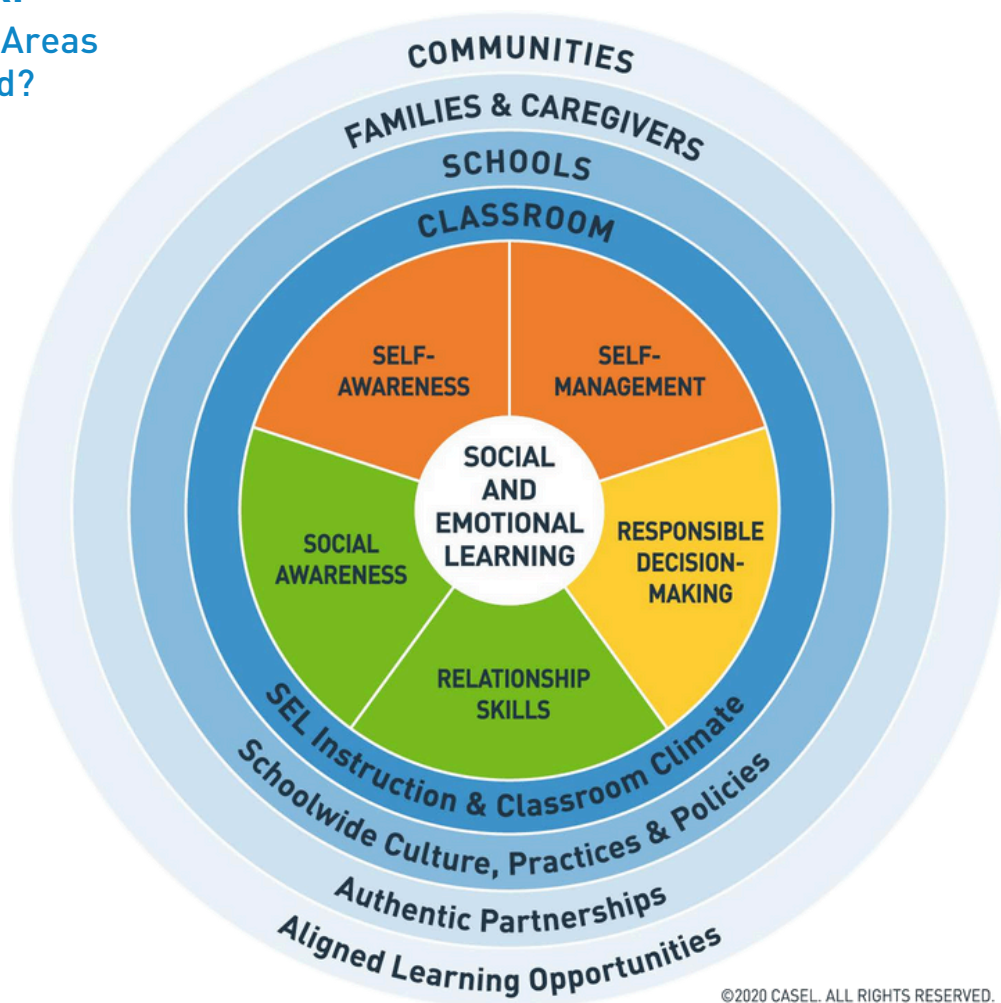 Areas
d?
COMMUNITIES
FAMILIES & CAREGIVERS
SCHOOLS
CLASSROOM
SELF-
AWARENESS
SELF-
MANAGEMENT
SOCIAL
AND
EMOTIONAL
LEARNING
SOCIAL
AWARENESS
RESPONSIBLE
DECISION-
MAKING
RELATIONSHIP
SKILLS
SEL Instruction & Classroom Climate
Schoolwide Culture, Practices & Policies
Authentic Partnerships
Aligned Learning Opportunities
©2020 CASEL. ALL RIGHTS RESERVED.